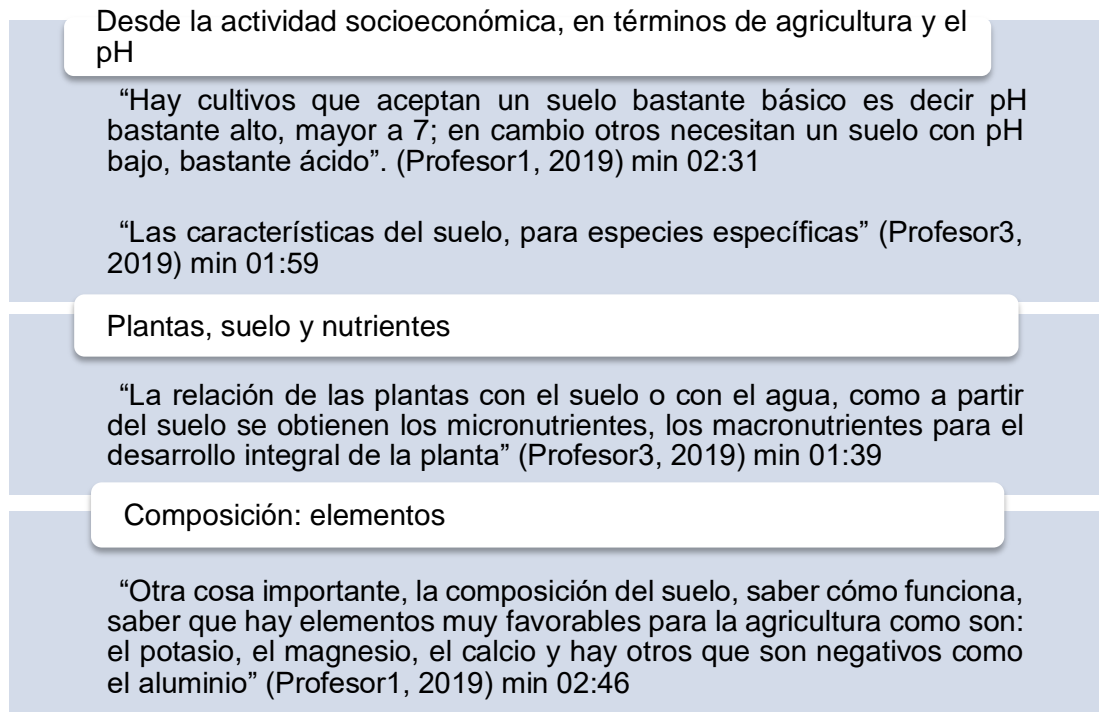 Desde la actividad socioeconómica, en términos de agricultura y el
pH
“Hay cultivos que aceptan un suelo bastante básico es decir pH
bastante alto, mayor a 7; en cambio otros necesitan un suelo con pH
bajo, bastante ácido”. (Profesor1, 2019) min 02:31
“Las características del suelo, para especies específicas” (Profesor3,
2019) min 01:59
Plantas, suelo y nutrientes
“La relación de las plantas con el suelo o con el agua, como a partir
del suelo se obtienen los micronutrientes, los macronutrientes para el
desarrollo integral de la planta” (Profesor3, 2019) min 01:39
Composición: elementos
“Otra cosa importante, la composición del suelo, saber cómo funciona,
saber que hay elementos muy favorables para la agricultura como son:
el potasio, el magnesio, el calcio y hay otros que son negativos como
el aluminio” (Profesor1, 2019) min 02:46